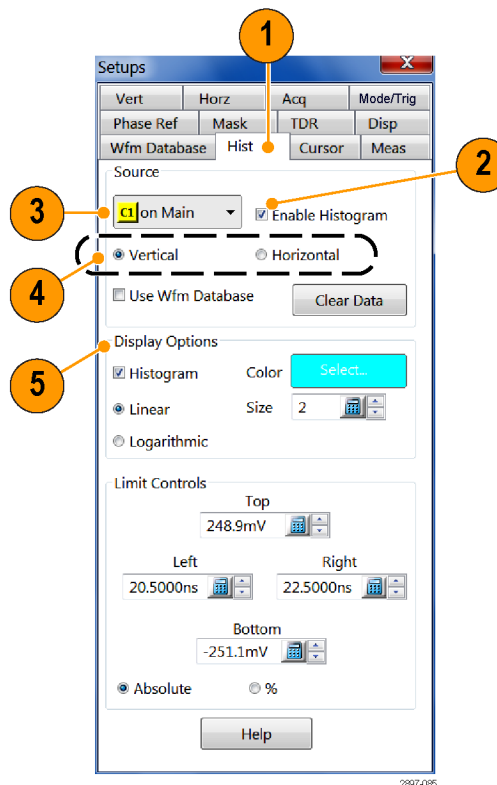 1
Setups
X
Vert Horz Acq Mode/Trig
Phase Ref Mask TDR Disp
Wfm Database Hist Cursor Meas
2
Source
3
C1 on Main Enable Histogram
4
Vertical Horizontal
Use Wfm Database Clear Data
5
Display Options
Histogram Color Select...
Linear Size 2
Logarithmic
Limit Controls
Top
248.9mV
Left Right
20.5000ns 22.5000ns
Bottom
-251.1mV
Absolute %
Help
2897-085